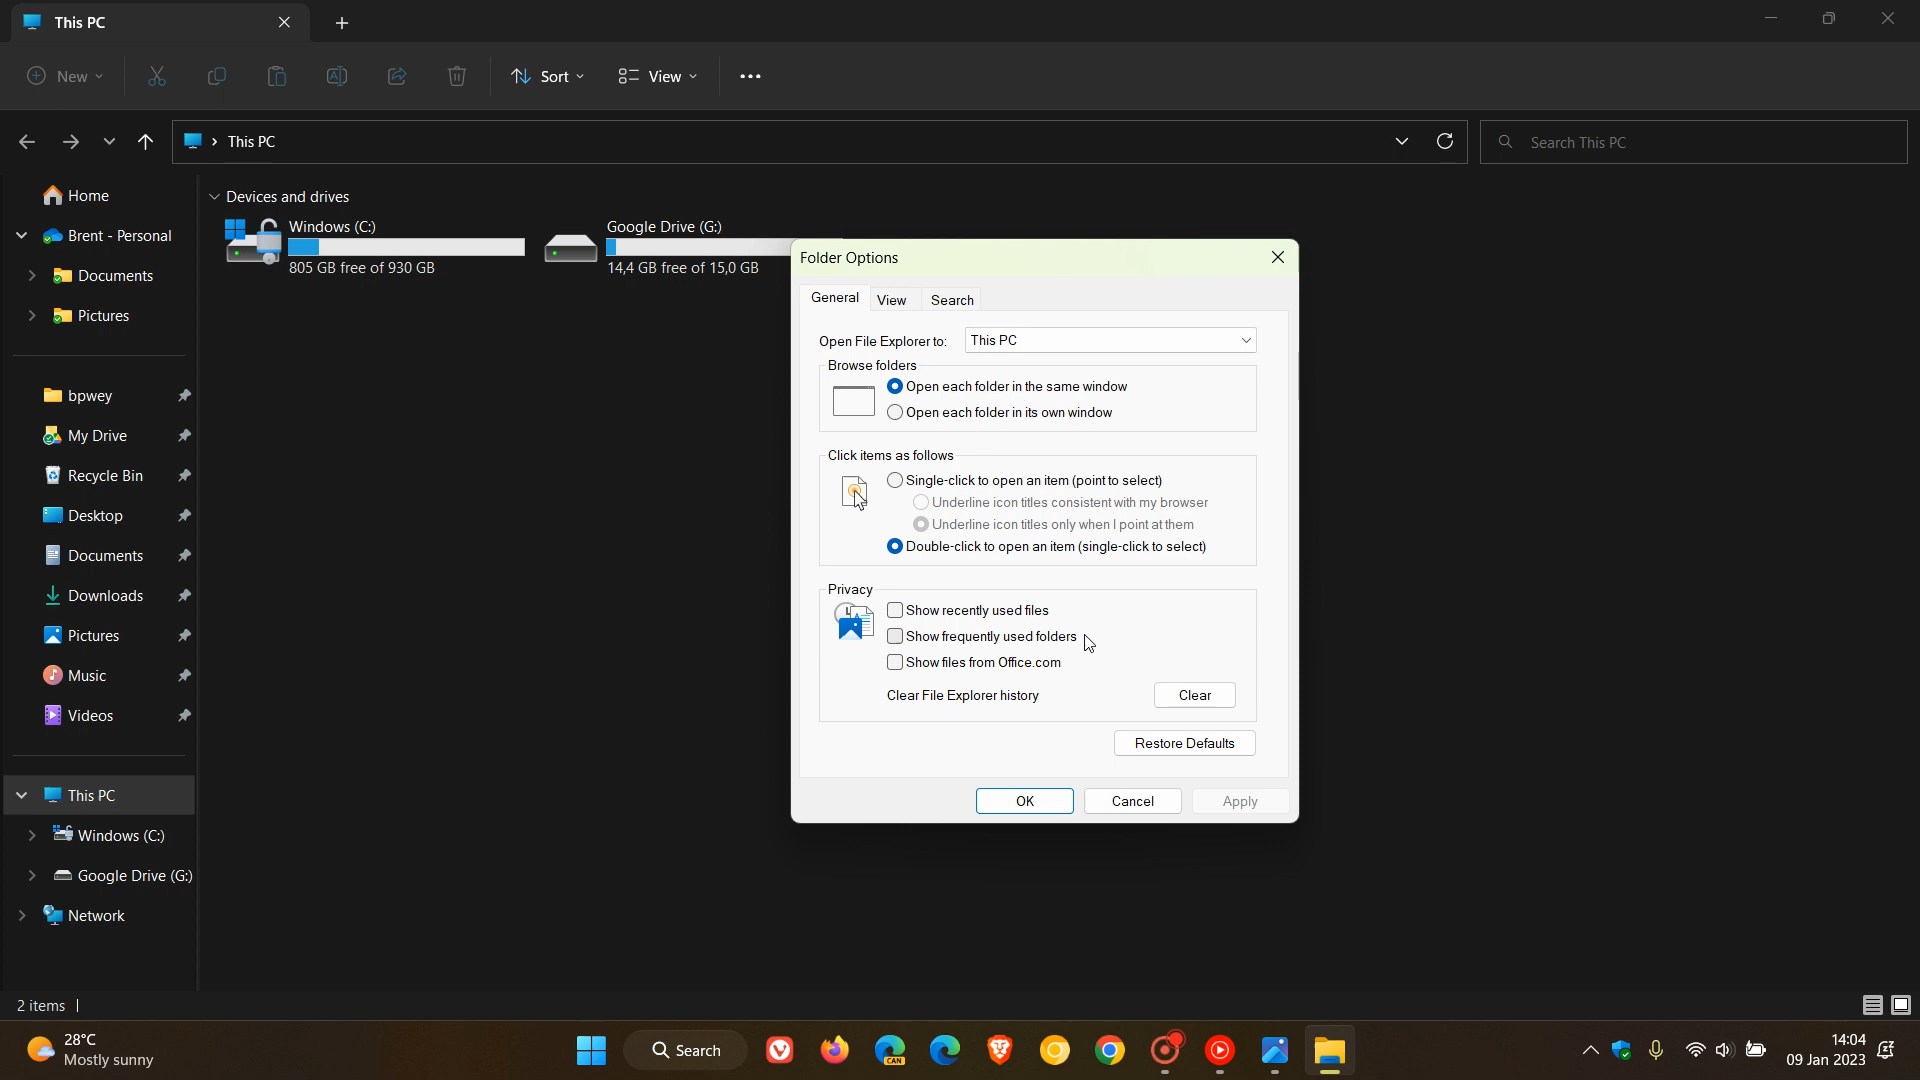 This PC
New
Sort
View
This PC
Search This PC
Home
Brent - Personal
Documents
Pictures
bpwey
My Drive
Recycle Bin
Desktop
Documents
Downloads
Pictures
Music
Videos
This PC
Windows (C:)
Google Drive (G:)
Network
Devices and drives
Windows (C:)
805 GB free of 930 GB
Google Drive (G:)
14,4 GB free of 15,0 GB
Folder Options
General
View
Search
Open File Explorer to:
This PC
Browse folders
Open each folder in the same window
Open each folder in its own window
Click items as follows
Single-click to open an item (point to select)
Underline icon titles consistent with my browser
Underline icon titles only when I point at them
Double-click to open an item (single-click to select)
Privacy
Show recently used files
Show frequently used folders
Show files from Office.com
Clear File Explorer history
Clear
Restore Defaults
OK
Cancel
Apply
2 items
28°C
Mostly sunny
Search
CAN
14:04
09 Jan 2023